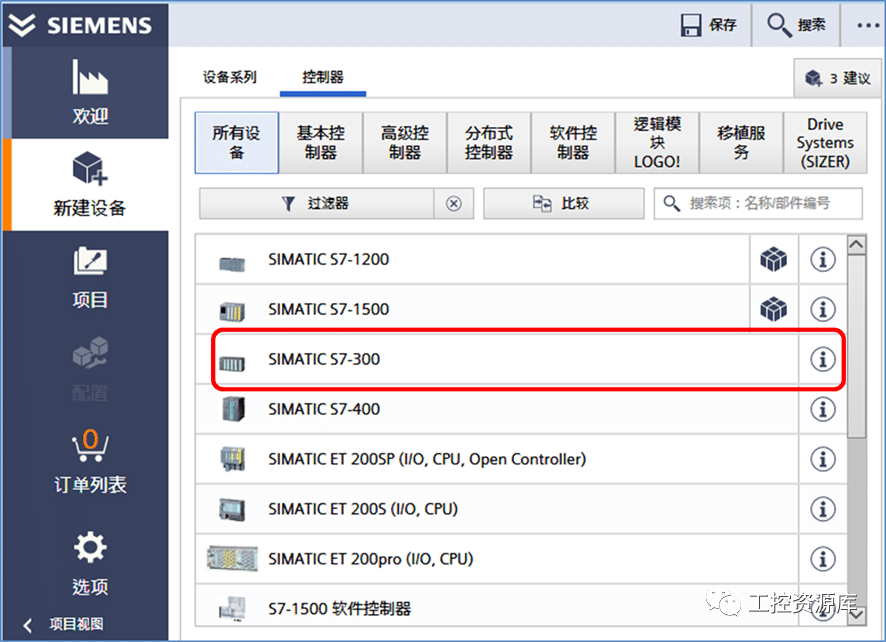 SIEMENS
保存
搜索
欢迎
新建设备
项目
配置
0
订单列表
选项
项目视图
设备系列
控制器
3 建议
所有设
备
基本控
制器
高级控
制器
分布式
控制器
软件控
制器
逻辑模
块
LOGO!
移植服
务
Drive
Systems
(SIZER)
过滤器
比较
搜索项：名称/部件编号
SIMATIC S7-1200
SIMATIC S7-1500
SIMATIC S7-300
SIMATIC S7-400
SIMATIC ET 200SP (I/O, CPU, Open Controller)
SIMATIC ET 200S (I/O, CPU)
SIMATIC ET 200pro (I/O, CPU)
S7-1500 软件控制器
工控资源库